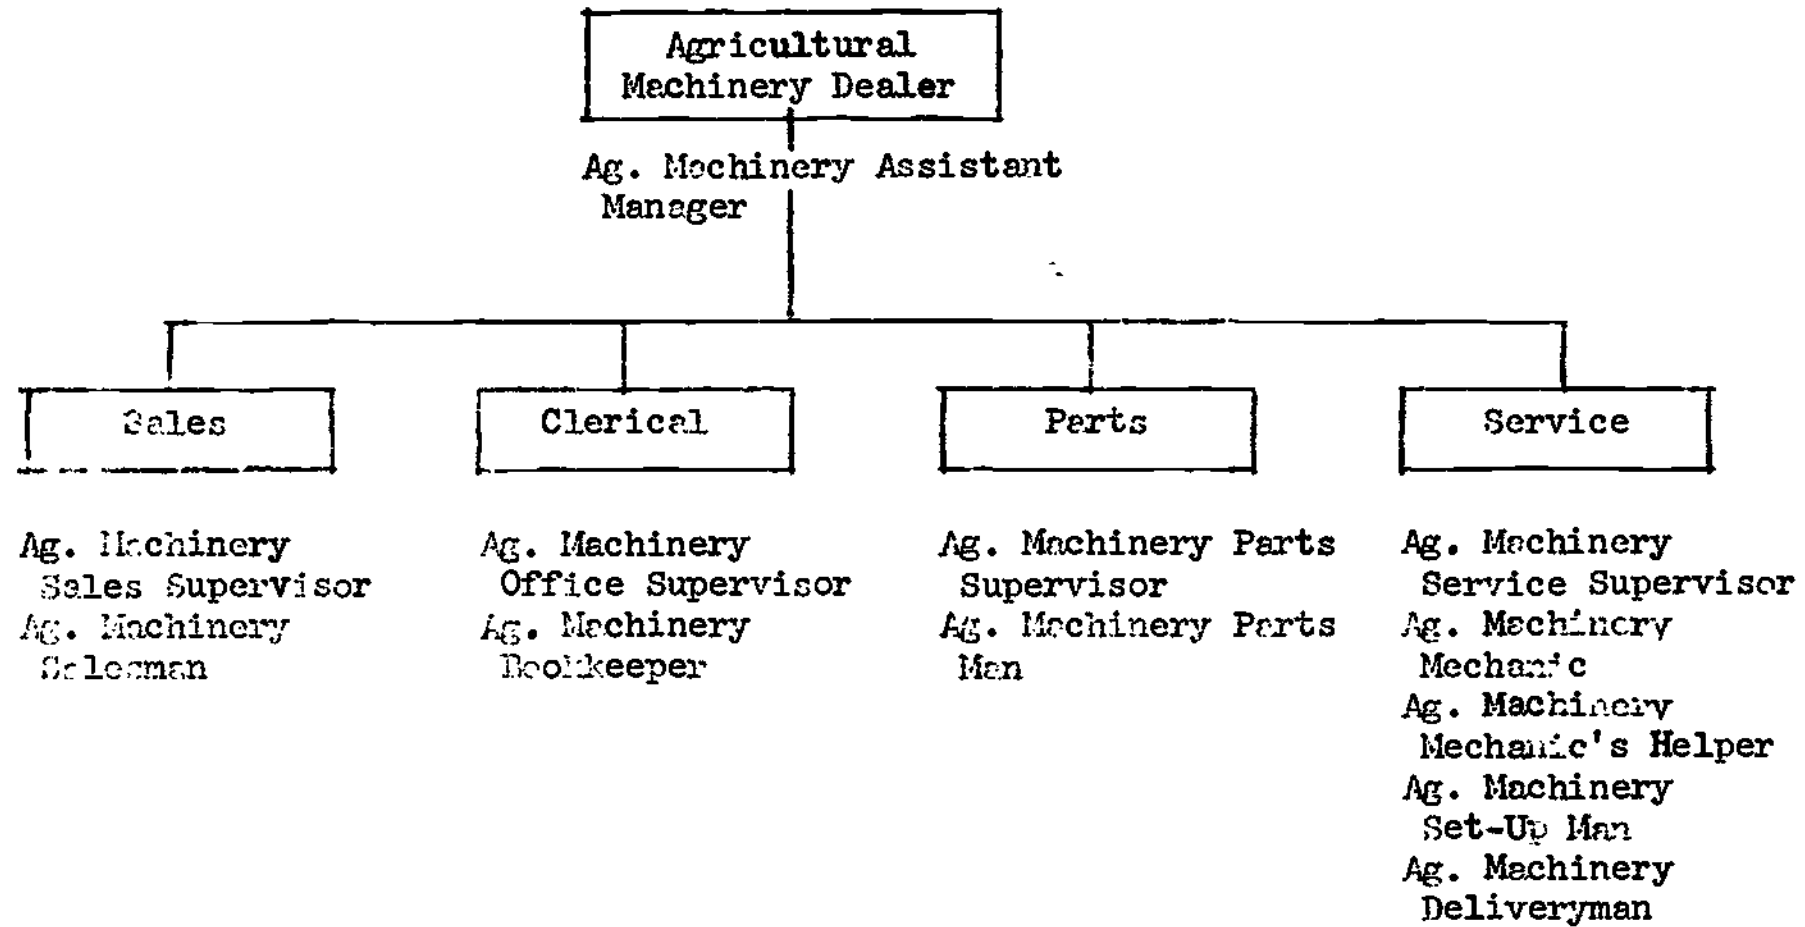 Agricultural
Machinery Dealer
Ag. Machinery Assistant
Manager
Sales
Clerical
Parts
Service
Ag. Machinery
Sales Supervisor
Ag. Machinery
Salesman
Ag. Machinery
Office Supervisor
Ag. Machinery
Bookkeeper
Ag. Machinery Parts
Supervisor
Ag. Machinery Parts
Man
Ag. Machinery
Service Supervisor
Ag. Machinery
Mechanic
Ag. Machinery
Mechanic's Helper
Ag. Machinery
Set-Up Man
Ag. Machinery
Deliveryman